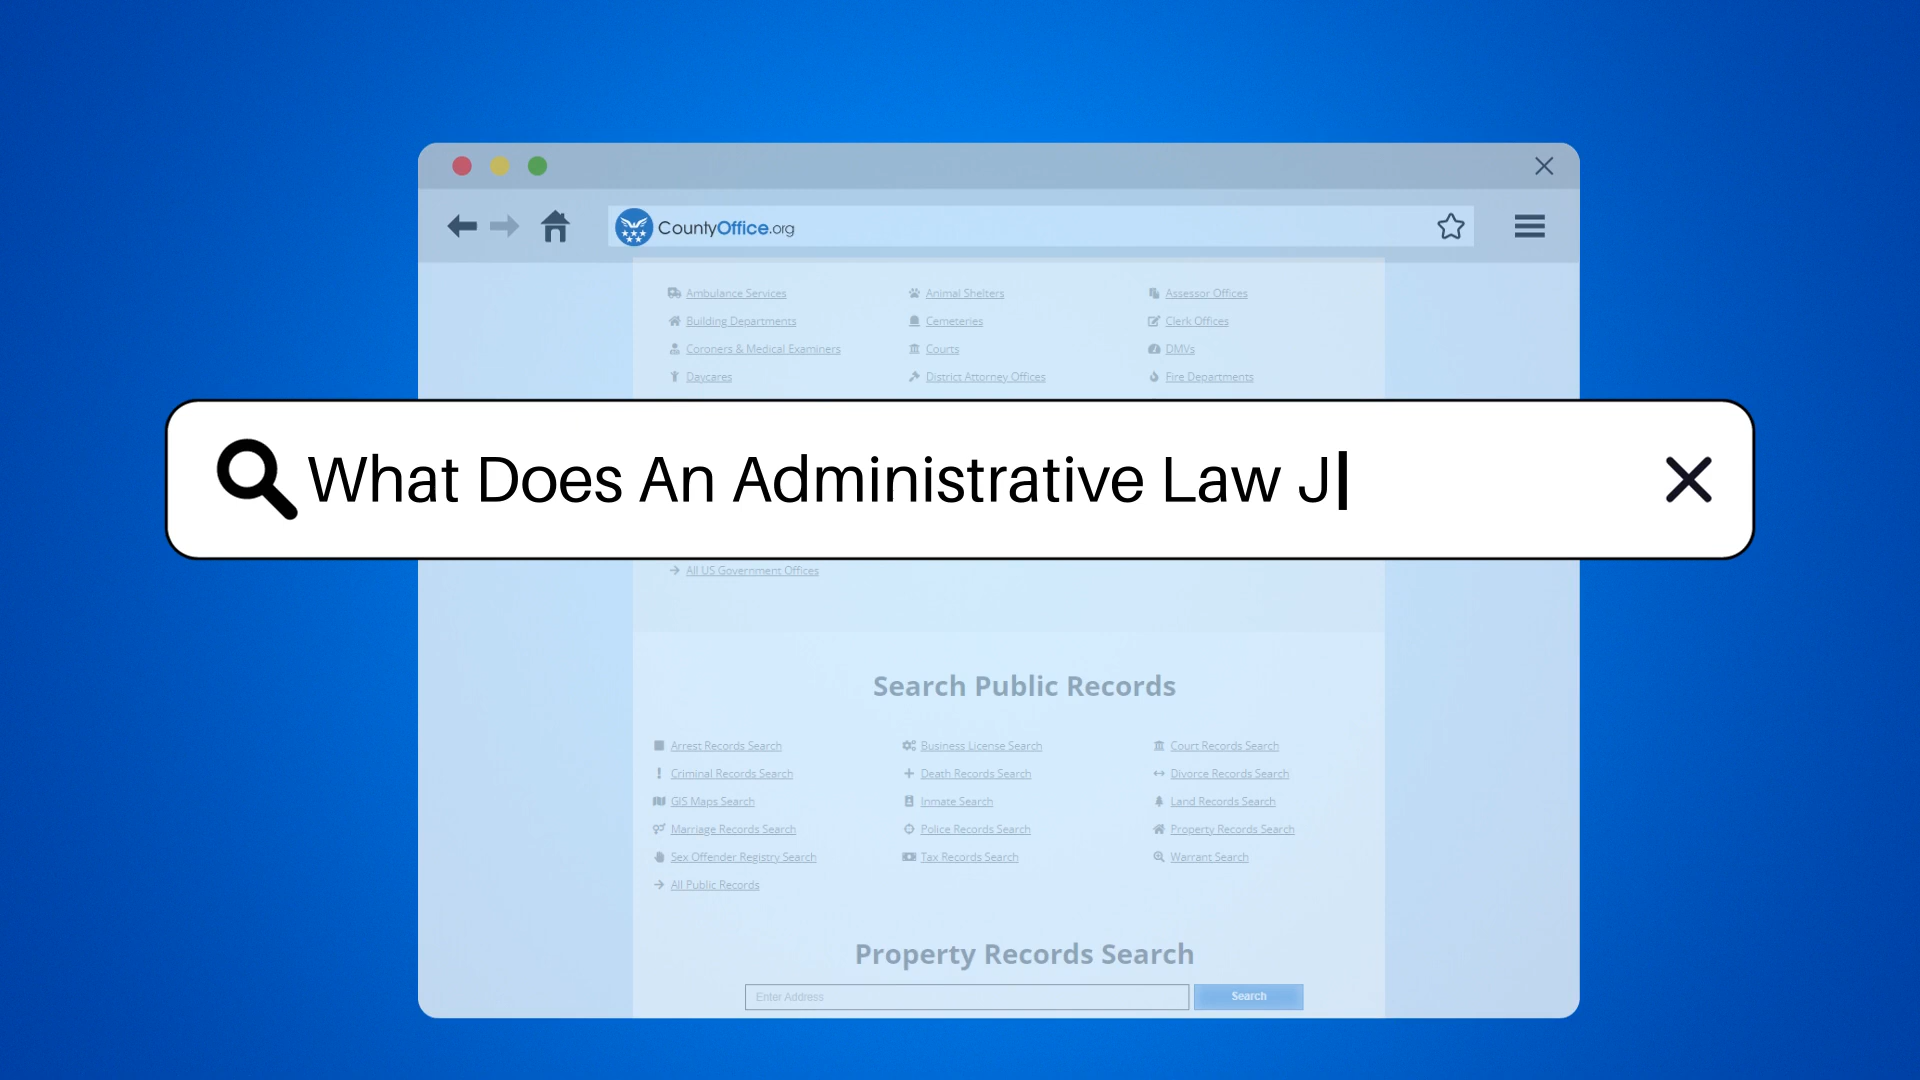 CountyOffice.org
Ambulance Services Animal Shelters Assessor Offices
Building Departments Cemeteries Clerk Offices
Coroners & Medical Examiners Courts DMVs
Daycares District Attorney Offices Fire Departments
What Does An Administrative Law J
All US Government Offices
Search Public Records
Arrest Records Search Business License Search Court Records Search
Criminal Records Search Death Records Search Divorce Records Search
GIS Maps Search Inmate Search Land Records Search
Marriage Records Search Police Records Search Property Records Search
Sex Offender Registry Search Tax Records Search Warrant Search
All Public Records
Property Records Search
Enter Address Search